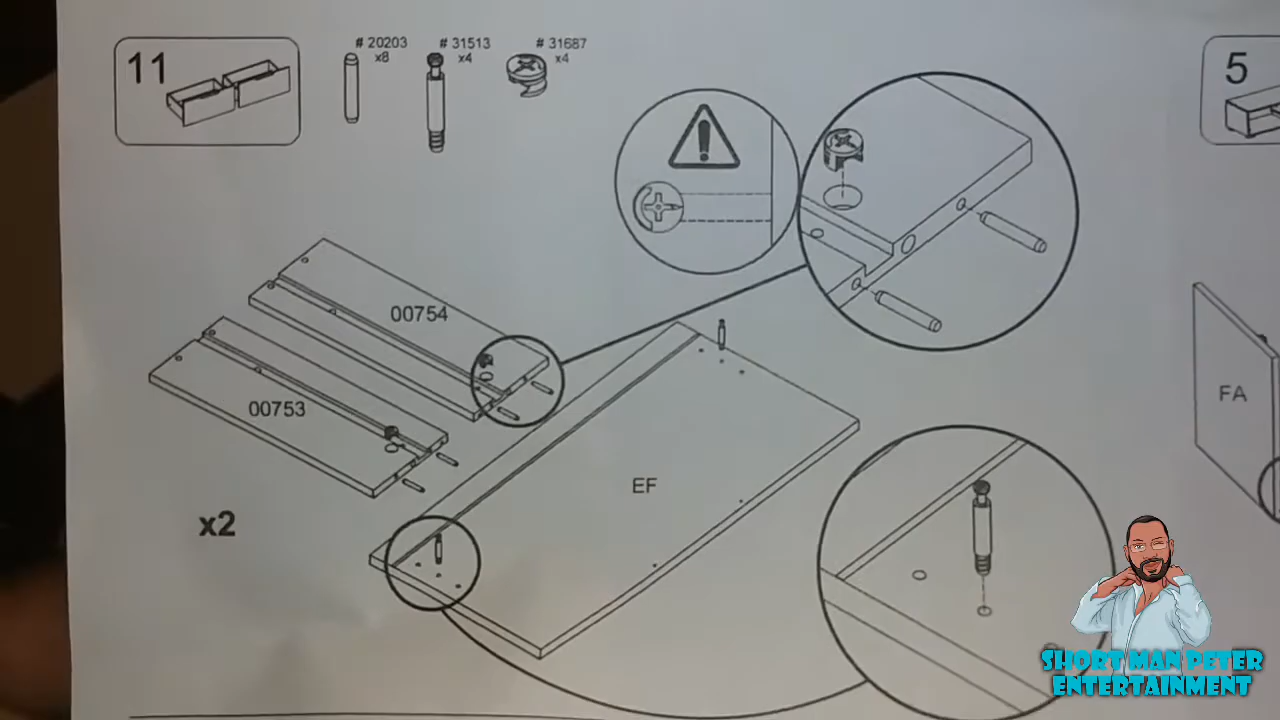 11
# 20203
x8
# 31513
x4
# 31687
x4
5
00754
00753
EF
FA
x2
SHORT MAN PETER
ENTERTAINMENT